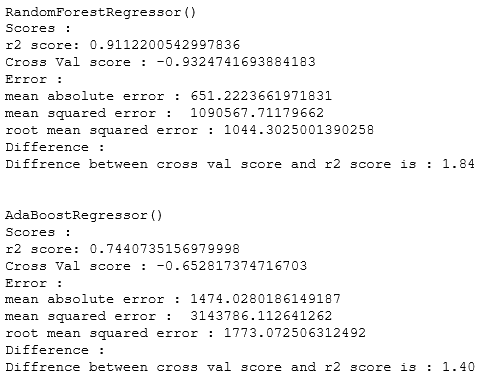 RandomForestRegressor()
Scores :
r2 score: 0.9112200542997836
Cross Val score : -0.9324741693884183
Error :
mean absolute error : 651.2223661971831
mean squared error :  1090567.71179662
root mean squared error : 1044.3025001390258
Difference :
Diffrence between cross val score and r2 score is : 1.84
AdaBoostRegressor()
Scores :
r2 score: 0.7440735156979998
Cross Val score : -0.652817374716703
Error :
mean absolute error : 1474.0280186149187
mean squared error :  3143786.112641262
root mean squared error : 1773.072506312492
Difference :
Diffrence between cross val score and r2 score is : 1.40